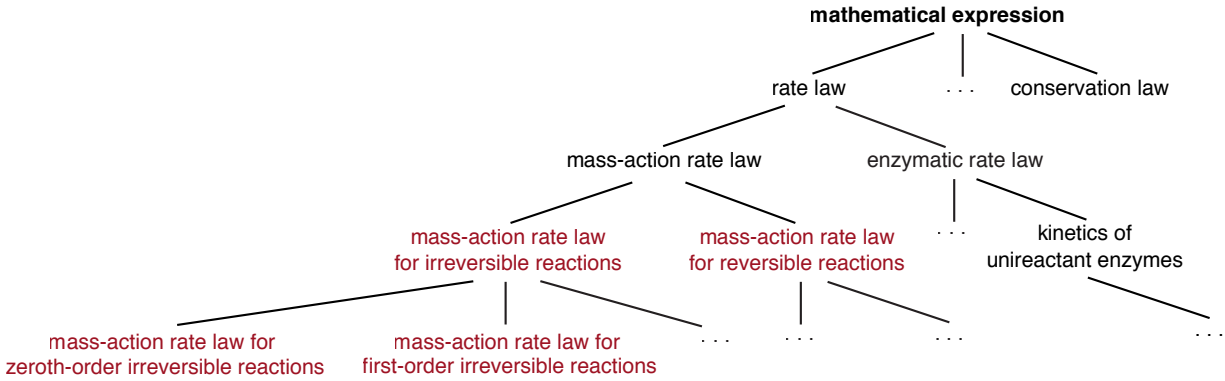 mathematical expression
rate law
. . .
conservation law
mass-action rate law
enzymatic rate law
mass-action rate law
for irreversible reactions
mass-action rate law
for reversible reactions
. . .
kinetics of
unireactant enzymes
mass-action rate law for
zeroth-order irreversible reactions
mass-action rate law for
first-order irreversible reactions
. . .
. . .
. . .
. . .